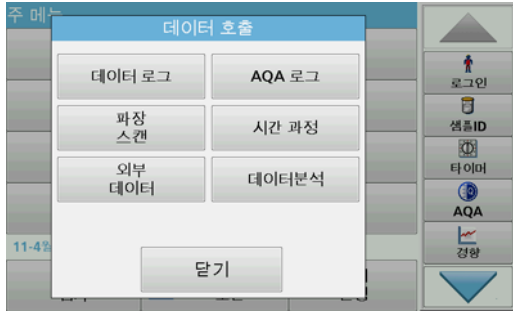 주 메뉴
데이터 호출
데이터 로그
AQA 로그
파장
스캔
시간 과정
외부
데이터
데이터분석
닫기
11-4월
로그인
샘플ID
타이머
AQA
경향